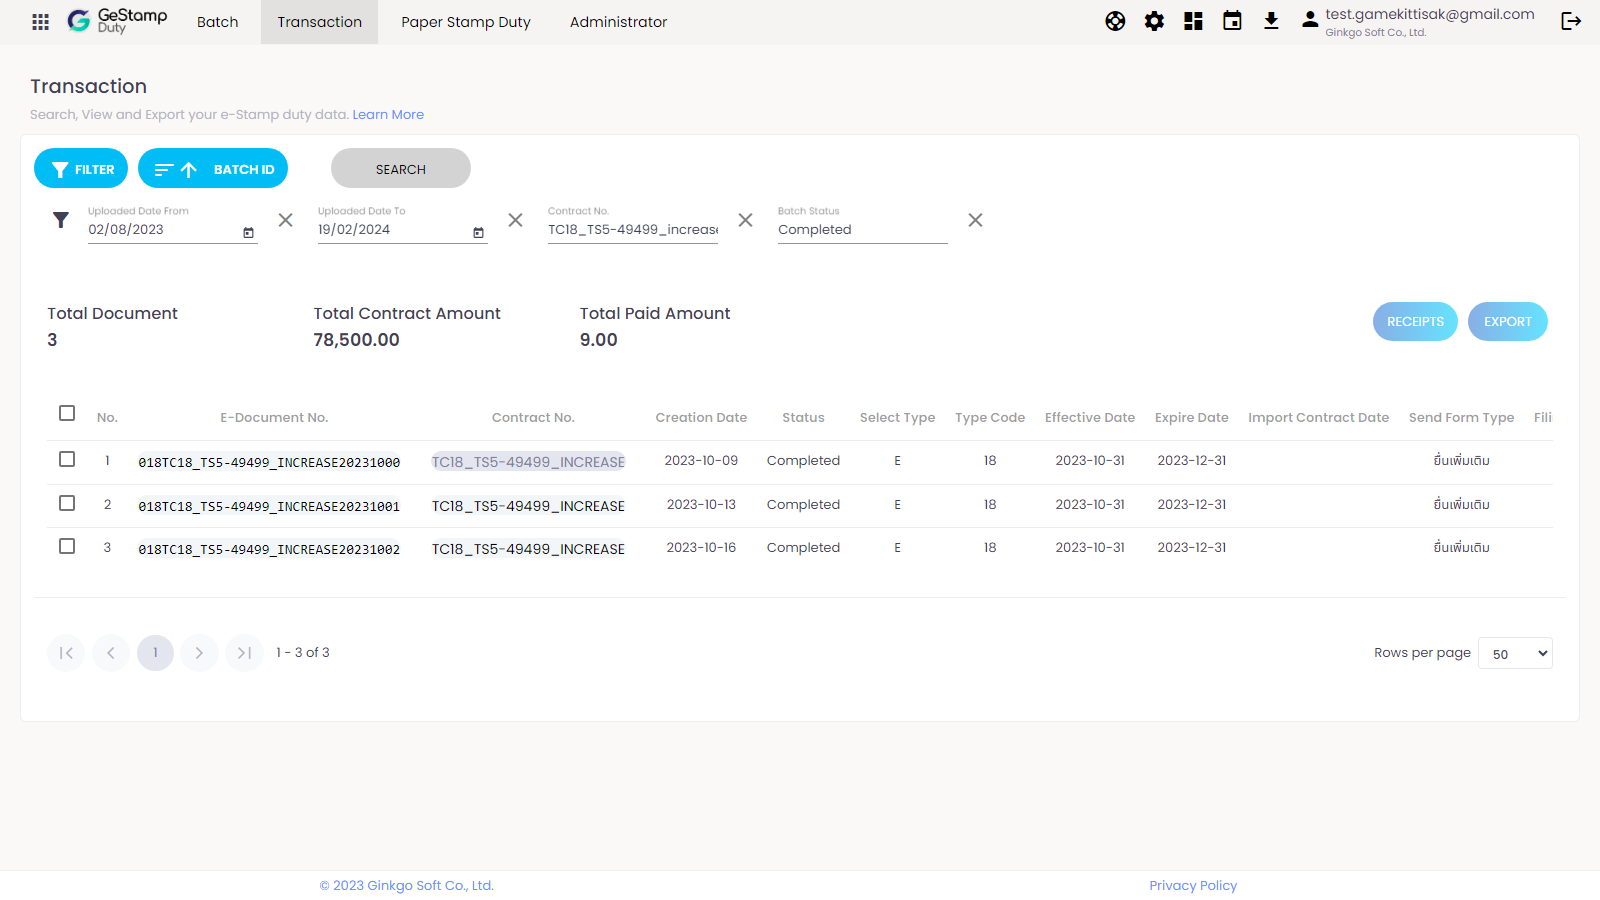 GeStamp Duty Batch Transaction Paper Stamp Duty Administrator test.gamekittisak@gmail.com
Ginkgo Soft Co., Ltd.
Transaction
Search, View and Export your e-Stamp duty data. Learn More
FILTER BATCH ID SEARCH
Uploaded Date From Uploaded Date To Contract No. Batch Status
02/08/2023 19/02/2024 TC18_TS5-49499_increase Completed
Total Document Total Contract Amount Total Paid Amount
3 78,500.00 9.00
RECEIPTS EXPORT
No. E-Document No. Contract No. Creation Date Status Select Type Type Code Effective Date Expire Date Import Contract Date Send Form Type Fili
1 018TC18_TS5-49499_INCREASE20231000 TC18_TS5-49499_INCREASE 2023-10-09 Completed E 18 2023-10-31 2023-12-31 ยื่นเพิ่มเติม
2 018TC18_TS5-49499_INCREASE20231001 TC18_TS5-49499_INCREASE 2023-10-13 Completed E 18 2023-10-31 2023-12-31 ยื่นเพิ่มเติม
3 018TC18_TS5-49499_INCREASE20231002 TC18_TS5-49499_INCREASE 2023-10-16 Completed E 18 2023-10-31 2023-12-31 ยื่นเพิ่มเติม
1 1 - 3 of 3 Rows per page 50
© 2023 Ginkgo Soft Co., Ltd. Privacy Policy